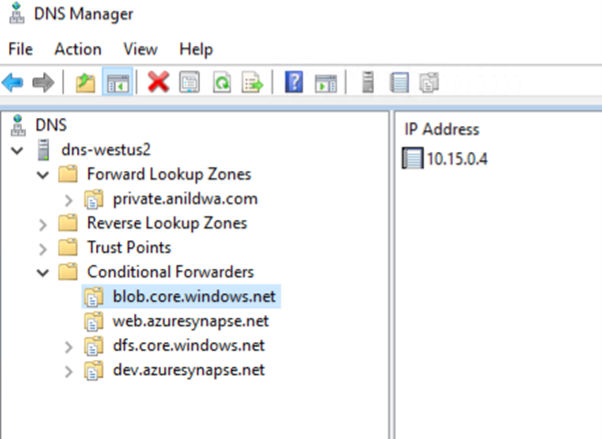 DNS Manager
File Action View Help
DNS
dns-westus2
Forward Lookup Zones
private.anildwa.com
Reverse Lookup Zones
Trust Points
Conditional Forwarders
blob.core.windows.net
web.azuresynapse.net
dfs.core.windows.net
dev.azuresynapse.net
IP Address
10.15.0.4